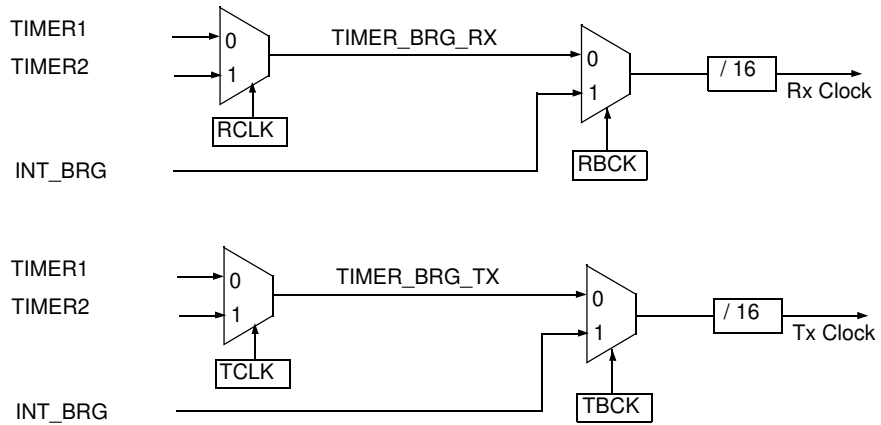 TIMER1
0
TIMER_BRG_RX
TIMER2
1
0
1
/ 16
Rx Clock
RCLK
INT_BRG
RBCK
TIMER1
0
TIMER_BRG_TX
TIMER2
1
0
1
/ 16
Tx Clock
TCLK
INT_BRG
TBCK